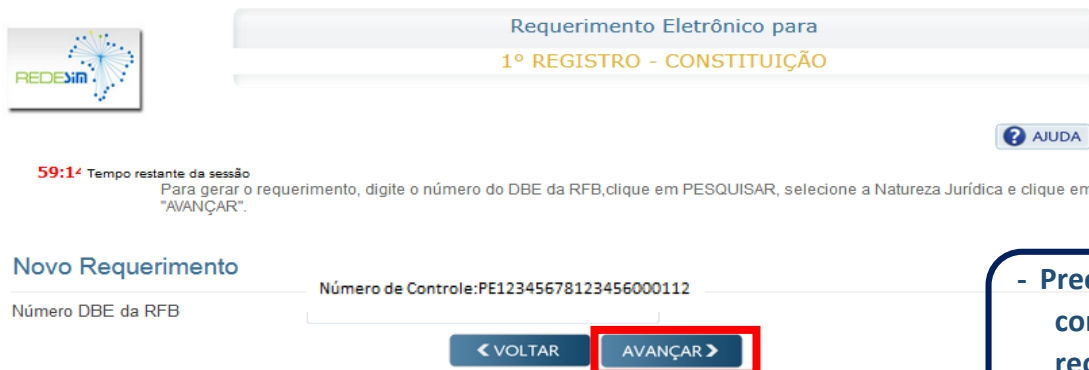 Requerimento Eletrônico para
REDESIM
1º REGISTRO - CONSTITUIÇÃO
AJUDA
59:14 Tempo restante da sessão
Para gerar o requerimento, digite o número do DBE da RFB,clique em PESQUISAR, selecione a Natureza Jurídica e clique em
"AVANÇAR".
Novo Requerimento
Número de Controle:PE12345678123456000112
Número DBE da RFB
VOLTAR AVANÇAR
-